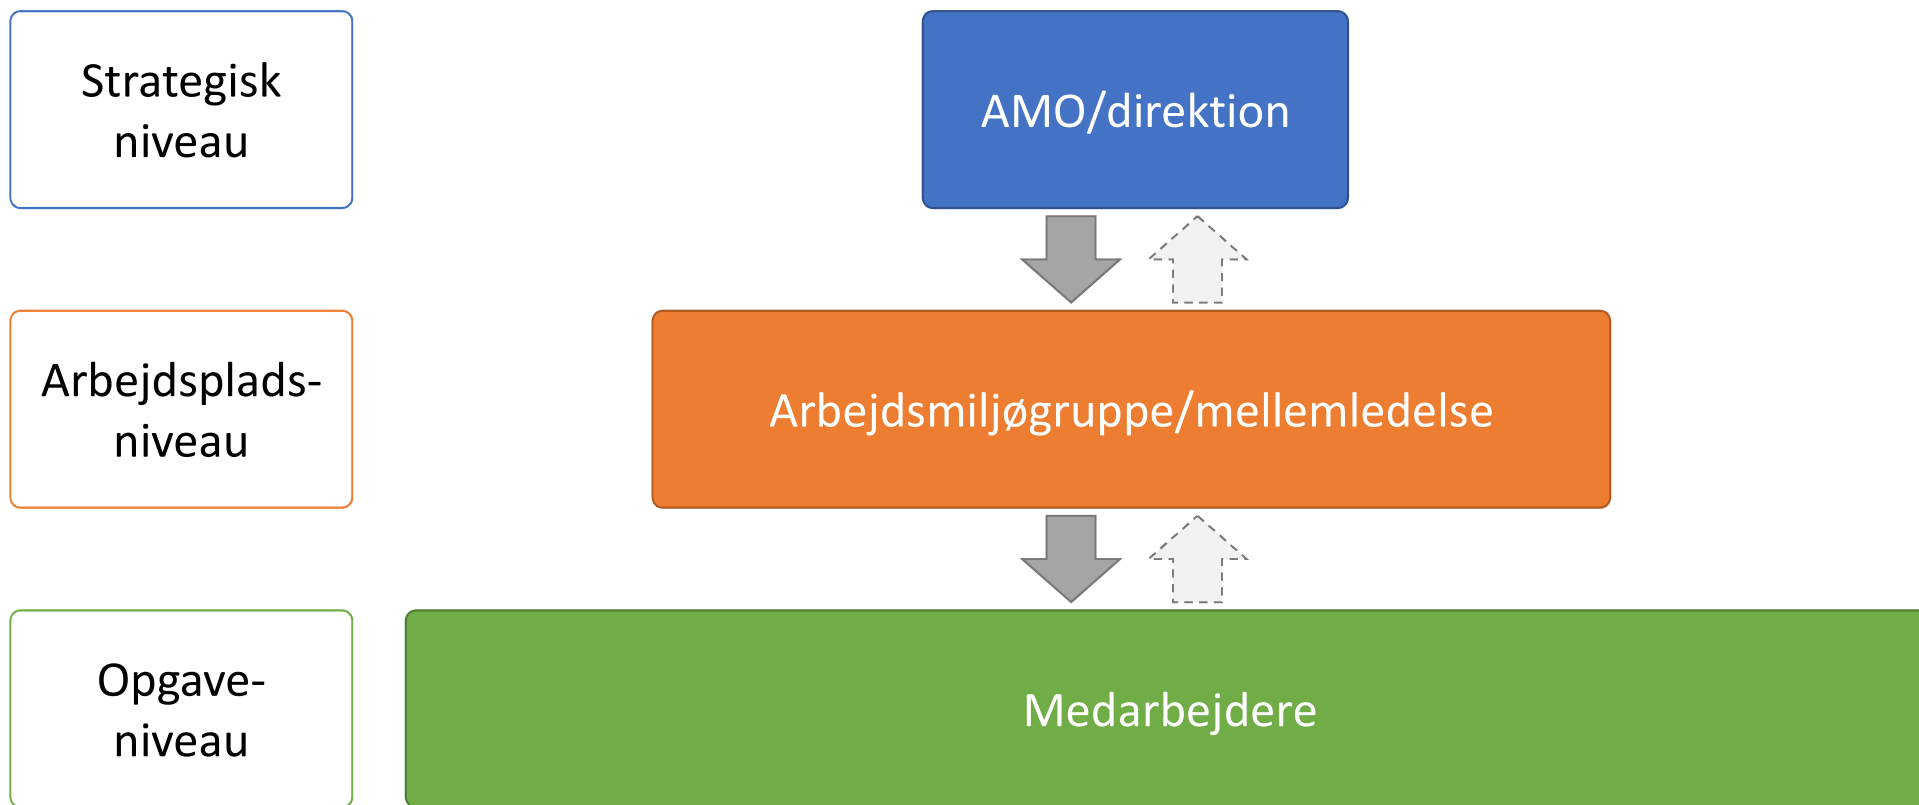 Strategisk
niveau
AMO/direktion
Arbejdsplads-
niveau
Arbejdsmiljøgruppe/mellemledelse
Opgave-
niveau
Medarbejdere